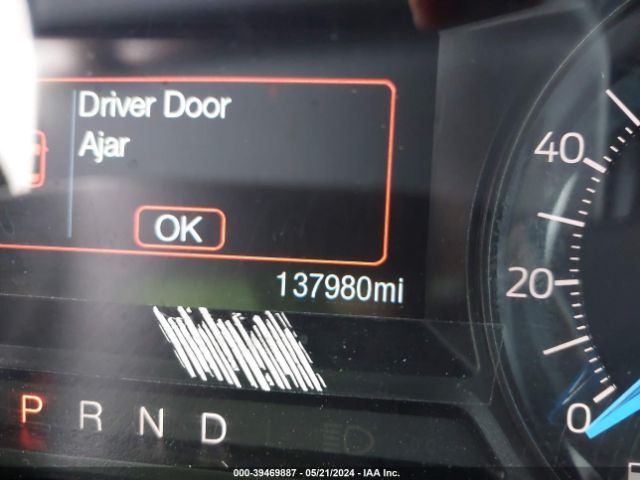 Driver Door
Ajar
OK
137980mi
P R N D
40
20
0
000-39469887 - 05/21/2024 - IAA Inc.